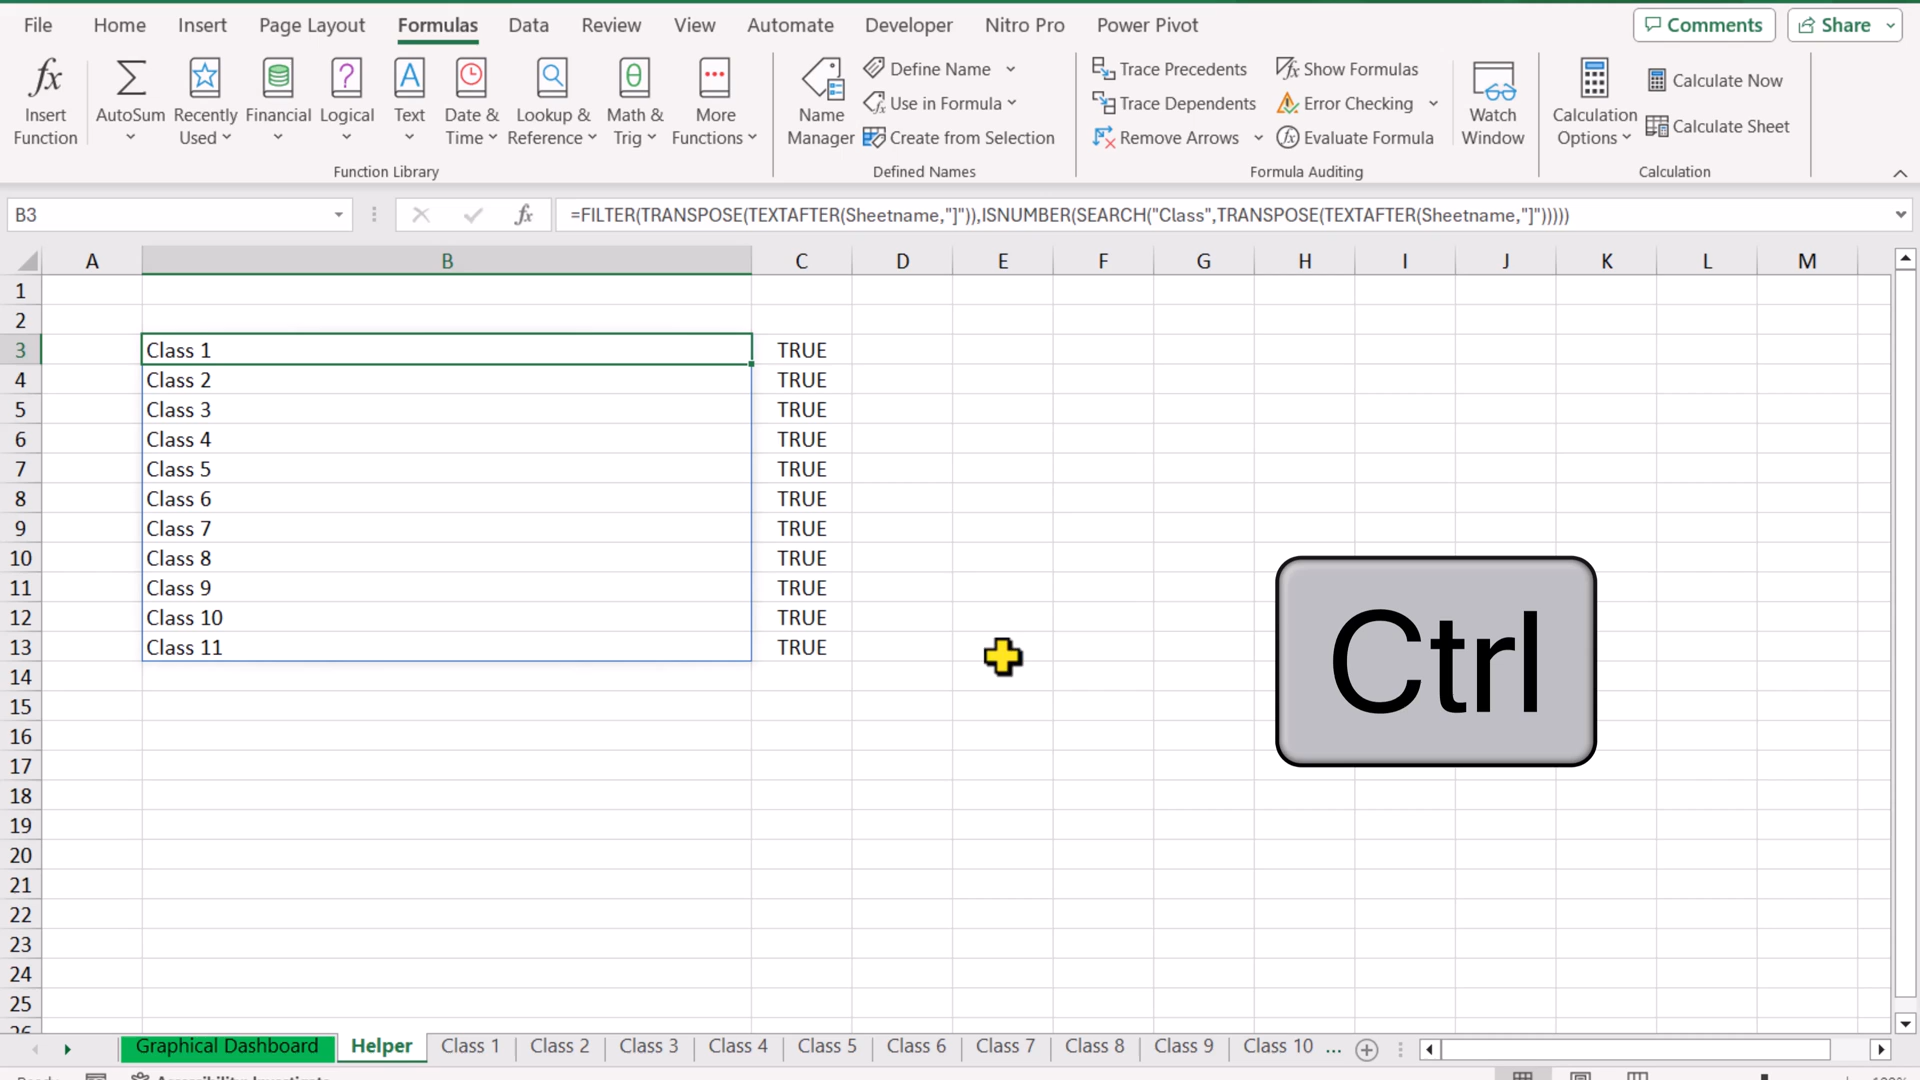 File Home Insert Page Layout Formulas Data Review View Automate Developer Nitro Pro Power Pivot Comments Share
Insert Function
AutoSum
Recently Used
Financial
Logical
Text
Date & Time
Lookup & Reference
Math & Trig
More Functions
Function Library
Name Manager
Define Name
Use in Formula
Create from Selection
Defined Names
Trace Precedents
Trace Dependents
Remove Arrows
Show Formulas
Error Checking
Evaluate Formula
Formula Auditing
Watch Window
Calculation Options
Calculate Now
Calculate Sheet
Calculation
B3 fx =FILTER(TRANSPOSE(TEXTAFTER(Sheetname,"]")),ISNUMBER(SEARCH("Class",TRANSPOSE(TEXTAFTER(Sheetname,"]")))))
A B C D E F G H I J K L M
1
2
3 Class 1 TRUE
4 Class 2 TRUE
5 Class 3 TRUE
6 Class 4 TRUE
7 Class 5 TRUE
8 Class 6 TRUE
9 Class 7 TRUE
10 Class 8 TRUE
11 Class 9 TRUE
12 Class 10 TRUE
13 Class 11 TRUE
14
15
16
17
18
19
20
21
22
23
24
25
Ctrl
Graphical Dashboard Helper Class 1 Class 2 Class 3 Class 4 Class 5 Class 6 Class 7 Class 8 Class 9 Class 10 ...